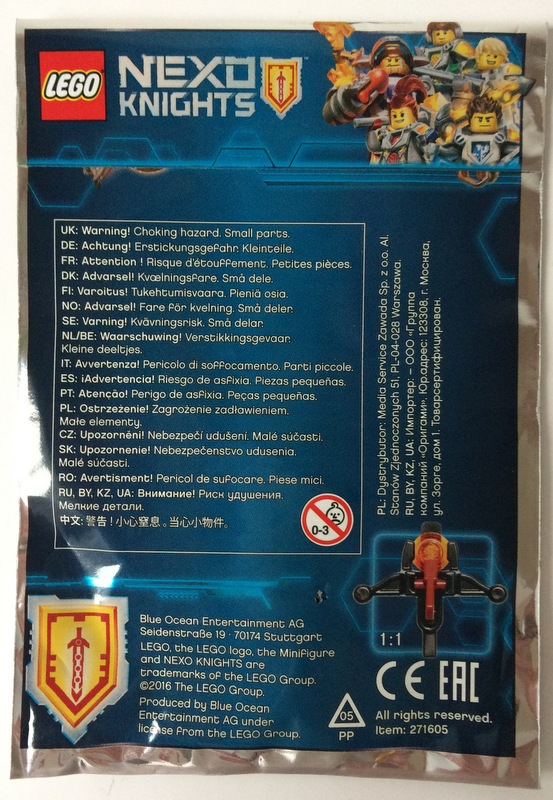 LEGO
NEXO
KNIGHTS
UK: Warning! Choking hazard. Small parts.
DE: Achtung! Erstickungsgefahr. Kleinteile.
FR: Attention ! Risque d'étouffement. Petites pièces.
DK: Advarsel! Kvælningsfare. Små dele.
FI: Varoitus! Tukehtumisvaara. Pieniä osia.
NO: Advarsel! Fare for kvelning. Små deler.
SE: Varning! Kvävningsrisk. Små delar.
NL/BE: Waarschuwing! Verstikkingsgevaar.
Kleine deeltjes.
IT: Avvertenza! Pericolo di soffocamento. Parti piccole.
ES: ¡Advertencia! Riesgo de asfixia. Piezas pequeñas.
PT: Atenção! Perigo de asfixia. Peças pequenas.
PL: Ostrzeżenie! Zagrożenie zadławieniem.
Małe elementy.
CZ: Upozornění! Nebezpečí udušení. Malé súčasti.
SK: Upozornenie! Nebezpečenstvo udusenia.
Malé súčasti.
RO: Avertisment! Pericol de sufocare. Piese mici.
RU, BY, KZ, UA: Внимание! Риск удушения.
Мелкие детали.
中文: 警告！小心窒息。当心小物件。
0-3
PL: Dystrybutor: Media Service Zawada Sp. z o.o. Al.
Stanów Zjednoczonych 51, PL-04-028 Warszawa.
RU, BY, KZ, UA: Импортер: – ООО «Группа
компаний «Оригами». Юр.адрес: 123308, г. Москва,
ул. Зорге, дом 1. Товаросертифицирован.
1:1
Blue Ocean Entertainment AG
Seidenstraße 19 · 70174 Stuttgart
LEGO, the LEGO logo, the Minifigure
and NEXO KNIGHTS are
trademarks of the LEGO Group.
©2016 The LEGO Group.
Produced by Blue Ocean
Entertainment AG under
license from the LEGO Group.
05
PP
CE EAC
All rights reserved.
Item: 271605